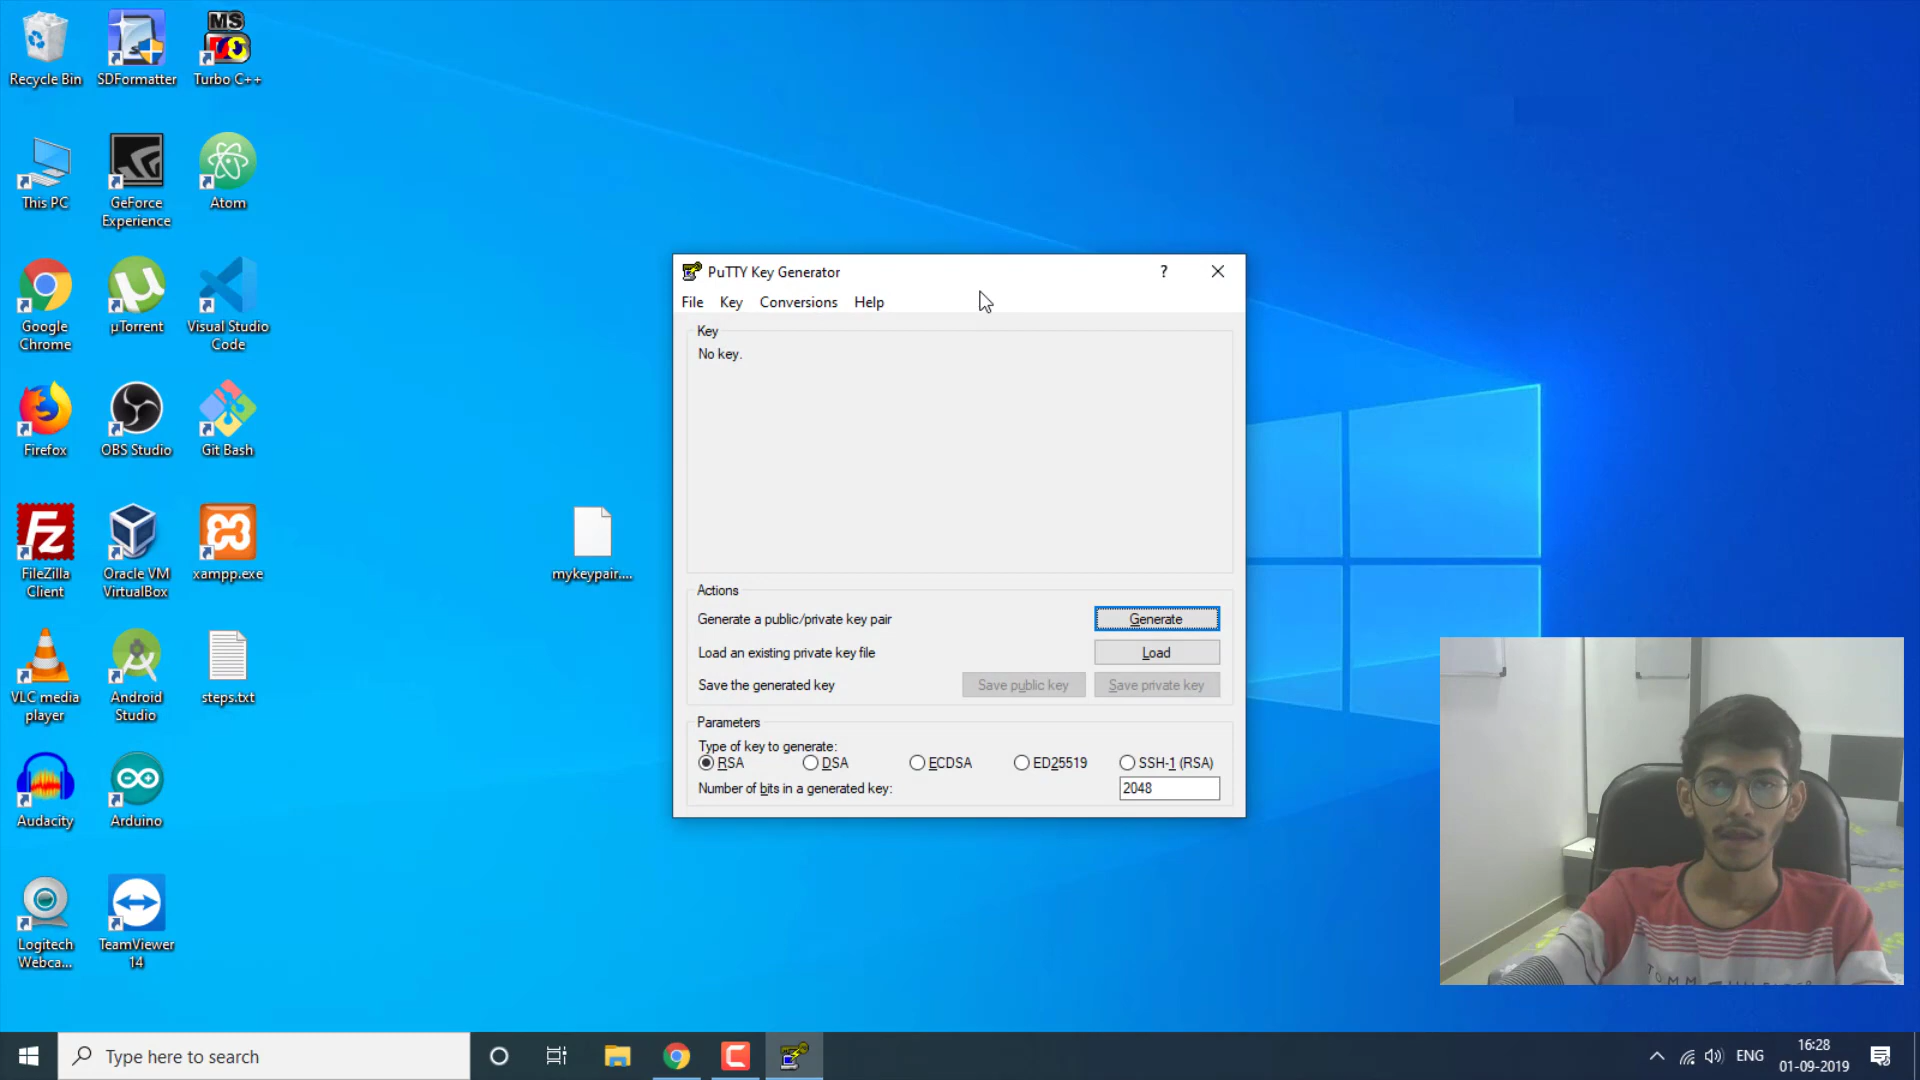 Recycle Bin
SDFormatter
MS
Turbo C++
This PC
GeForce
Experience
Atom
Google
Chrome
µTorrent
Visual Studio
Code
Firefox
OBS Studio
Git Bash
FileZilla
Client
Oracle VM
VirtualBox
xampp.exe
VLC media
player
Android
Studio
steps.txt
Audacity
Arduino
Logitech
Webca...
TeamViewer
14
mykeypair....
PuTTY Key Generator
?
File Key Conversions Help
Key
No key.
Actions
Generate a public/private key pair
Generate
Load an existing private key file
Load
Save the generated key
Save public key
Save private key
Parameters
Type of key to generate:
RSA DSA ECDSA ED25519 SSH-1 (RSA)
Number of bits in a generated key:
2048
Type here to search
ENG
16:28
01-09-2019